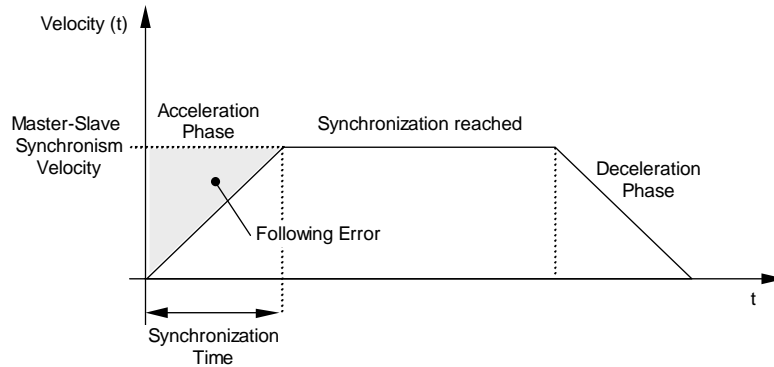 Velocity (t)
Acceleration
Phase
Master-Slave
Synchronism
Velocity
Synchronization reached
Deceleration
Phase
Following Error
t
Synchronization
Time